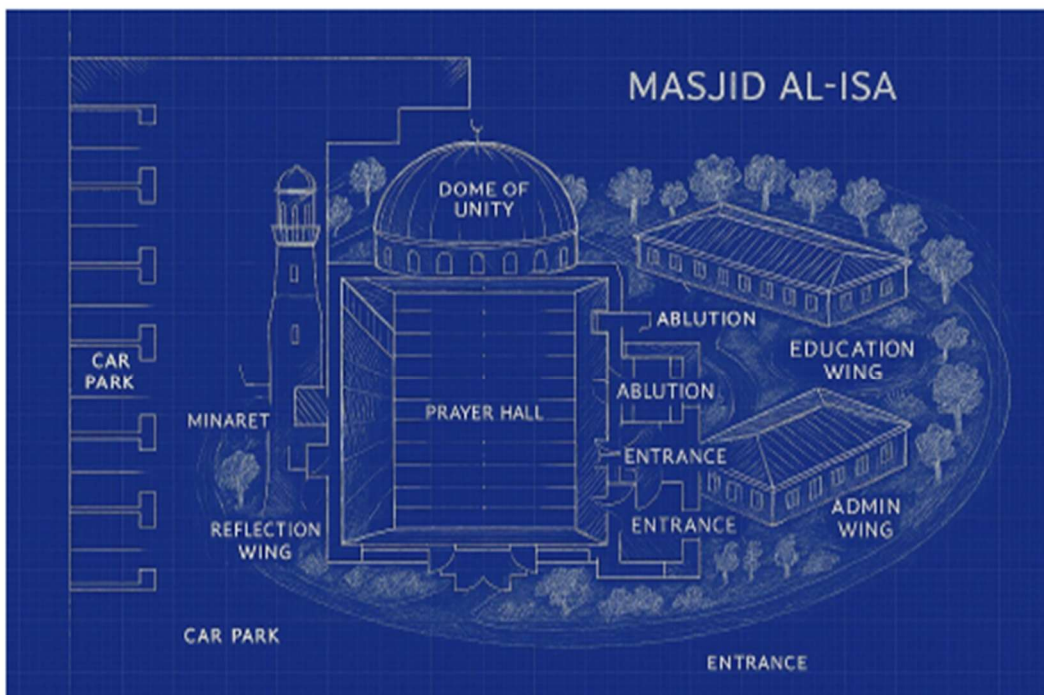 MASJID AL-ISA
DOME OF
UNITY
ABLUTION
EDUCATION
WING
CAR
PARK
ABLUTION
MINARET
PRAYER HALL
ENTRANCE
ADMIN
WING
REFLECTION
WING
ENTRANCE
CAR PARK
ENTRANCE